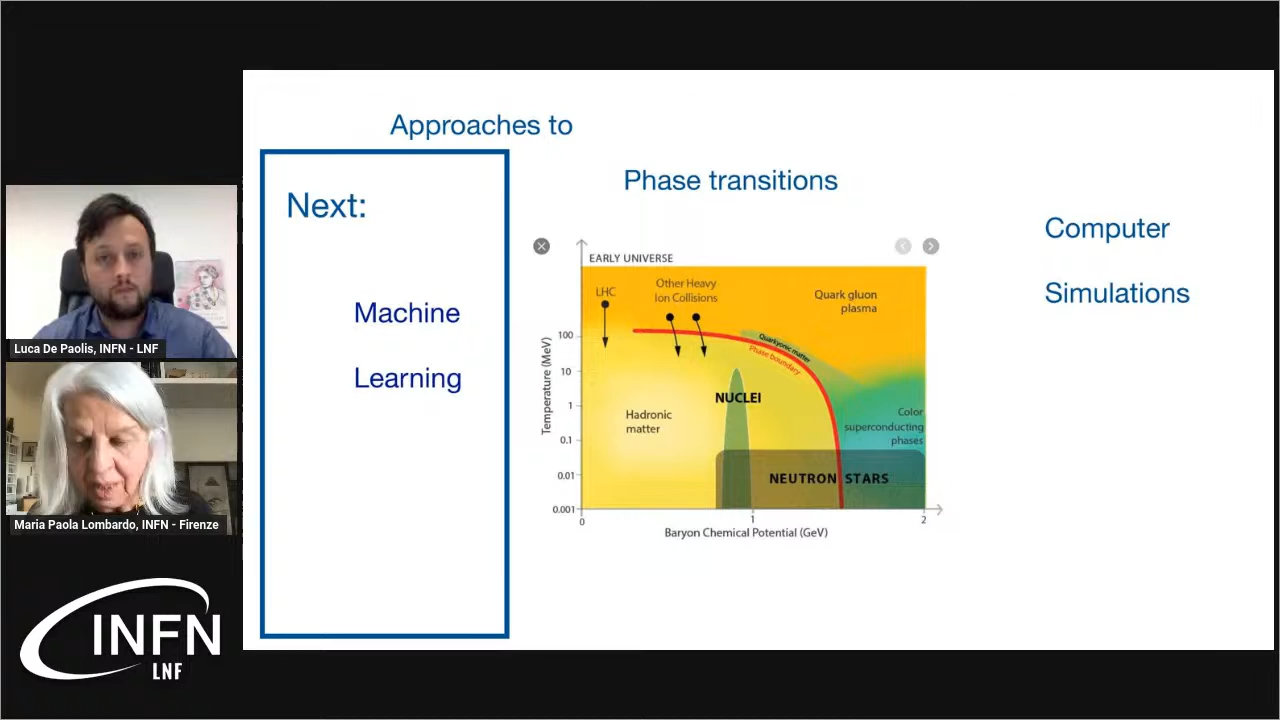 Approaches to
Next:
Phase transitions
Computer
Simulations
Machine
Learning
EARLY UNIVERSE
LHC
Other Heavy
Ion Collisions
Quark gluon
plasma
Quarkyonic matter
Phase boundary
NUCLEI
Hadronic
matter
Color
superconducting
phases
NEUTRON STARS
Temperature (MeV)
100
10
1
0.1
0.01
0.001
0
1
2
Baryon Chemical Potential (GeV)
Luca De Paolis, INFN - LNF
Maria Paola Lombardo, INFN - Firenze
INFN
LNF